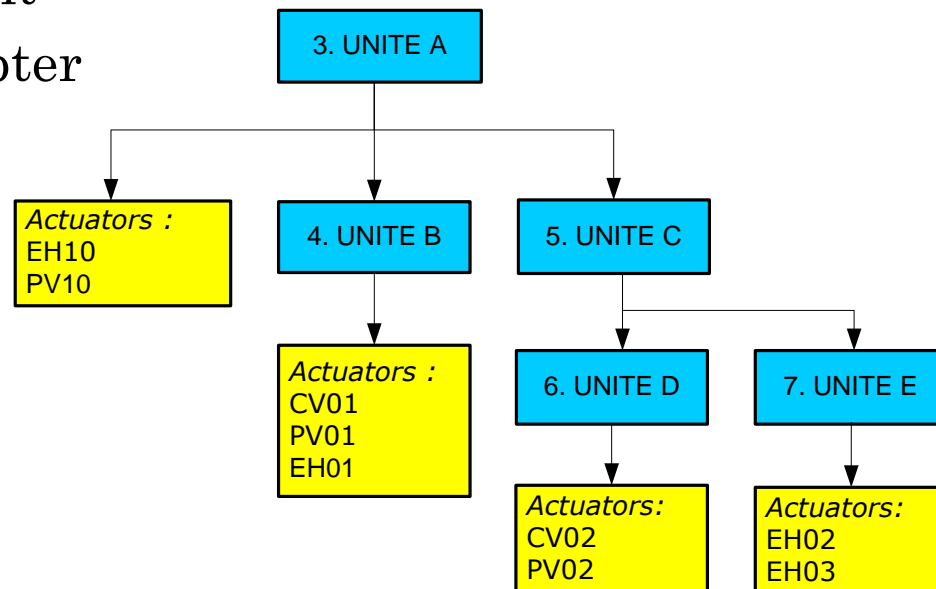 3. UNITE A
Actuators :
EH10
PV10
4. UNITE B
5. UNITE C
Actuators :
CV01
PV01
EH01
6. UNITE D
7. UNITE E
Actuators:
CV02
PV02
Actuators:
EH02
EH03